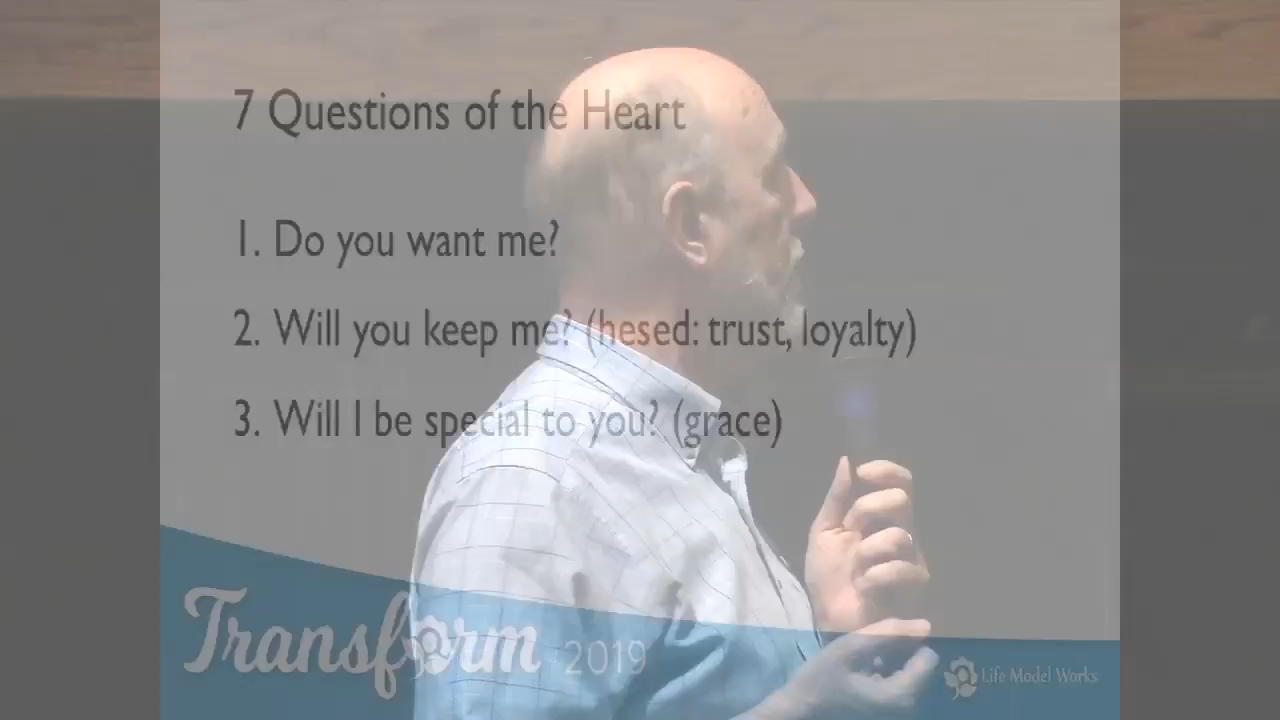 7 Questions of the Heart
1. Do you want me?
2. Will you keep me? (hesed: trust, loyalty)
3. Will I be special to you? (grace)
Transform 2019
Life Model Works